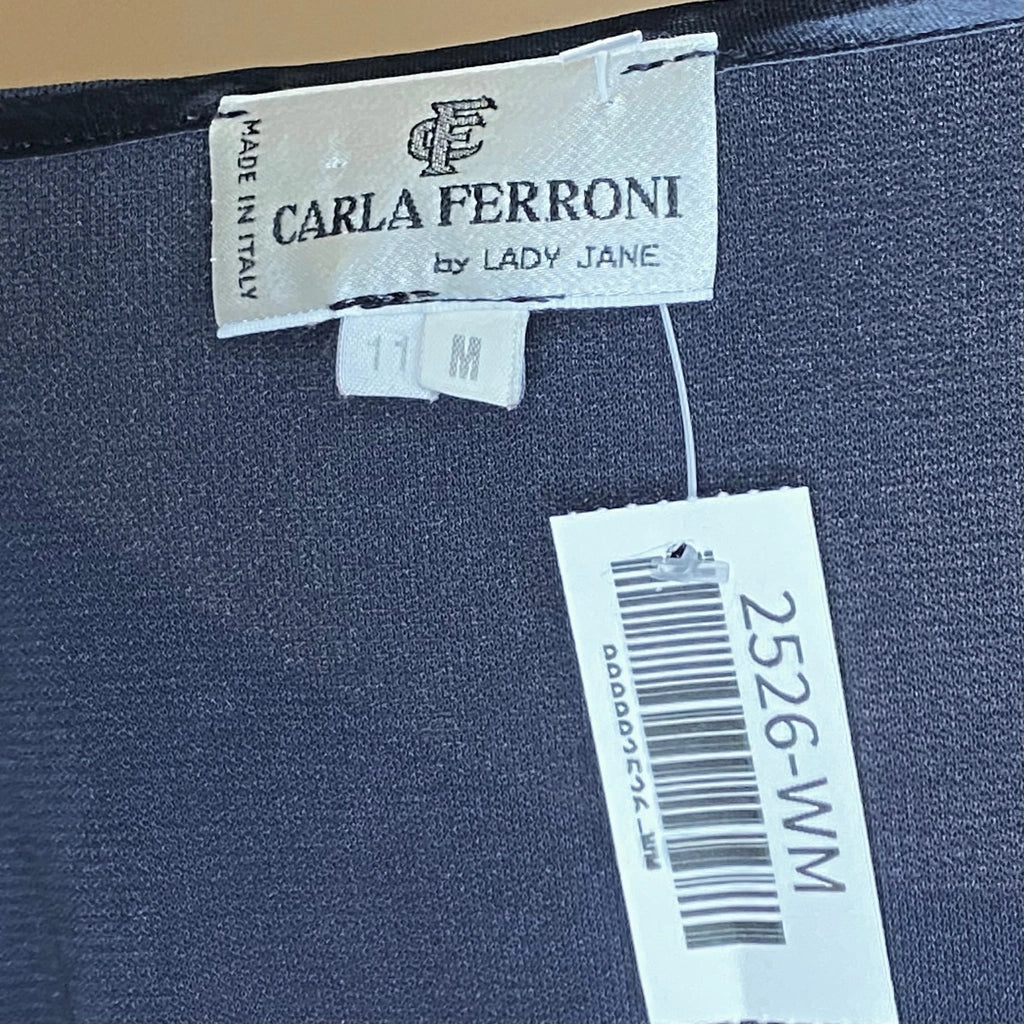 MADE IN ITALY
CF
CARLA FERRONI
by LADY JANE
11
M
2526-WM